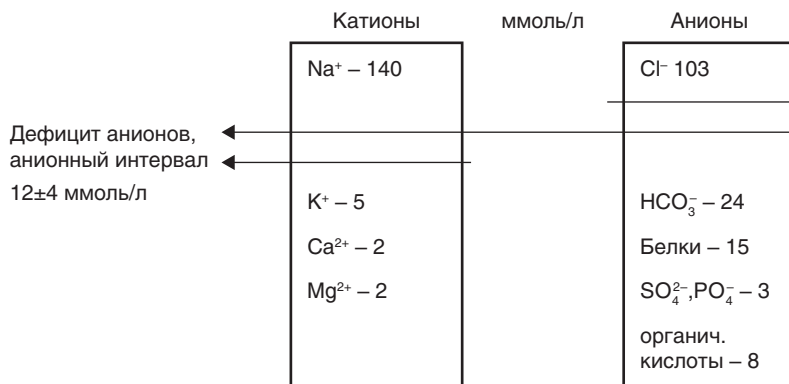 Катионы ммоль/л Анионы
Na⁺ – 140 Cl⁻ 103
Дефицит анионов,
анионный интервал
12±4 ммоль/л
K⁺ – 5 HCO₃⁻ – 24
Ca²⁺ – 2 Белки – 15
Mg²⁺ – 2 SO₄²⁻,PO₄⁻ – 3
органич.
кислоты – 8